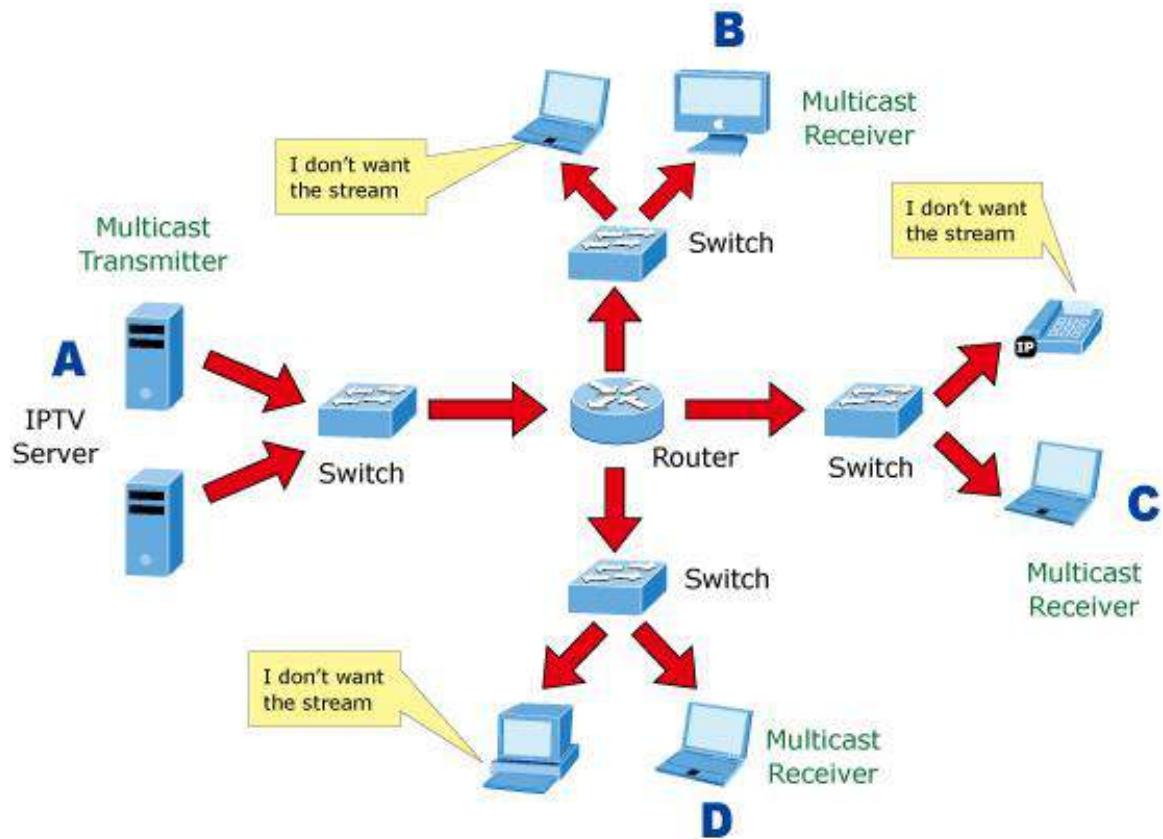 B
Multicast
Receiver
I don't want
the stream
I don't want
the stream
Multicast
Transmitter
Switch
A
IPTV
Server
IP
Switch
Router
Switch
C
Switch
Multicast
Receiver
I don't want
the stream
Multicast
Receiver
D